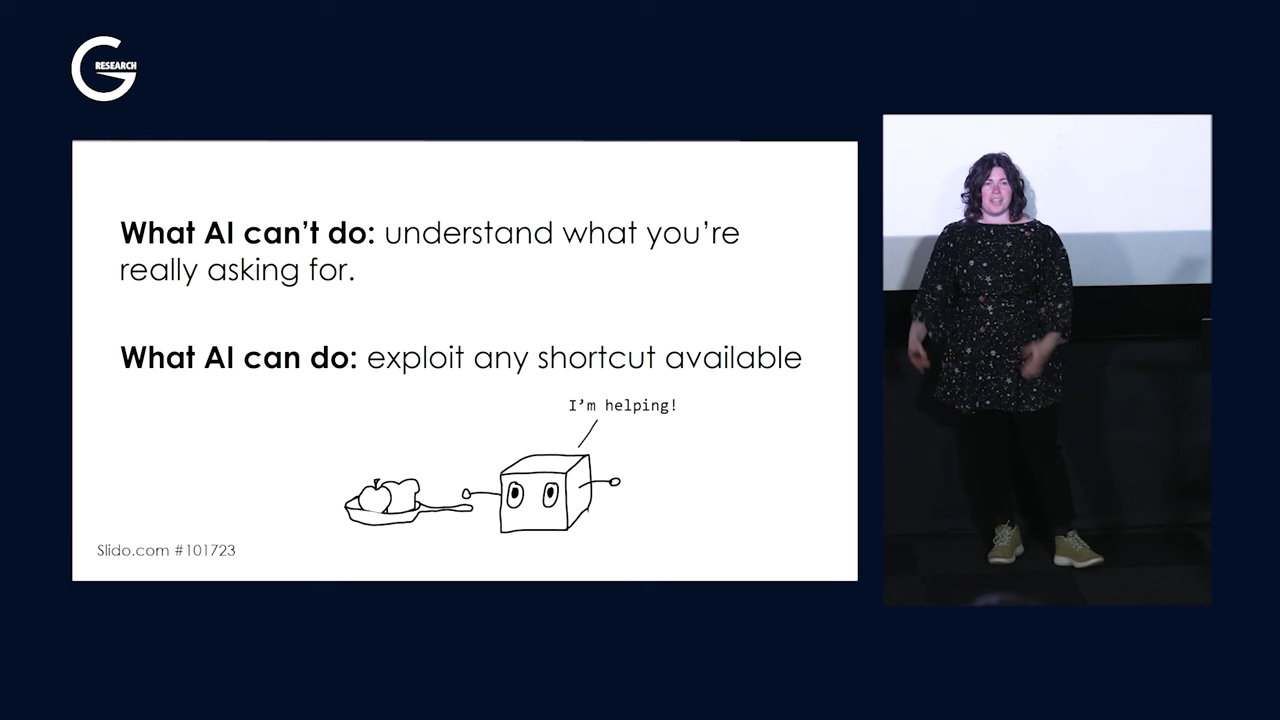 G
RESEARCH
What AI can't do: understand what you're
really asking for.
What AI can do: exploit any shortcut available
I'm helping!
Slido.com #101723